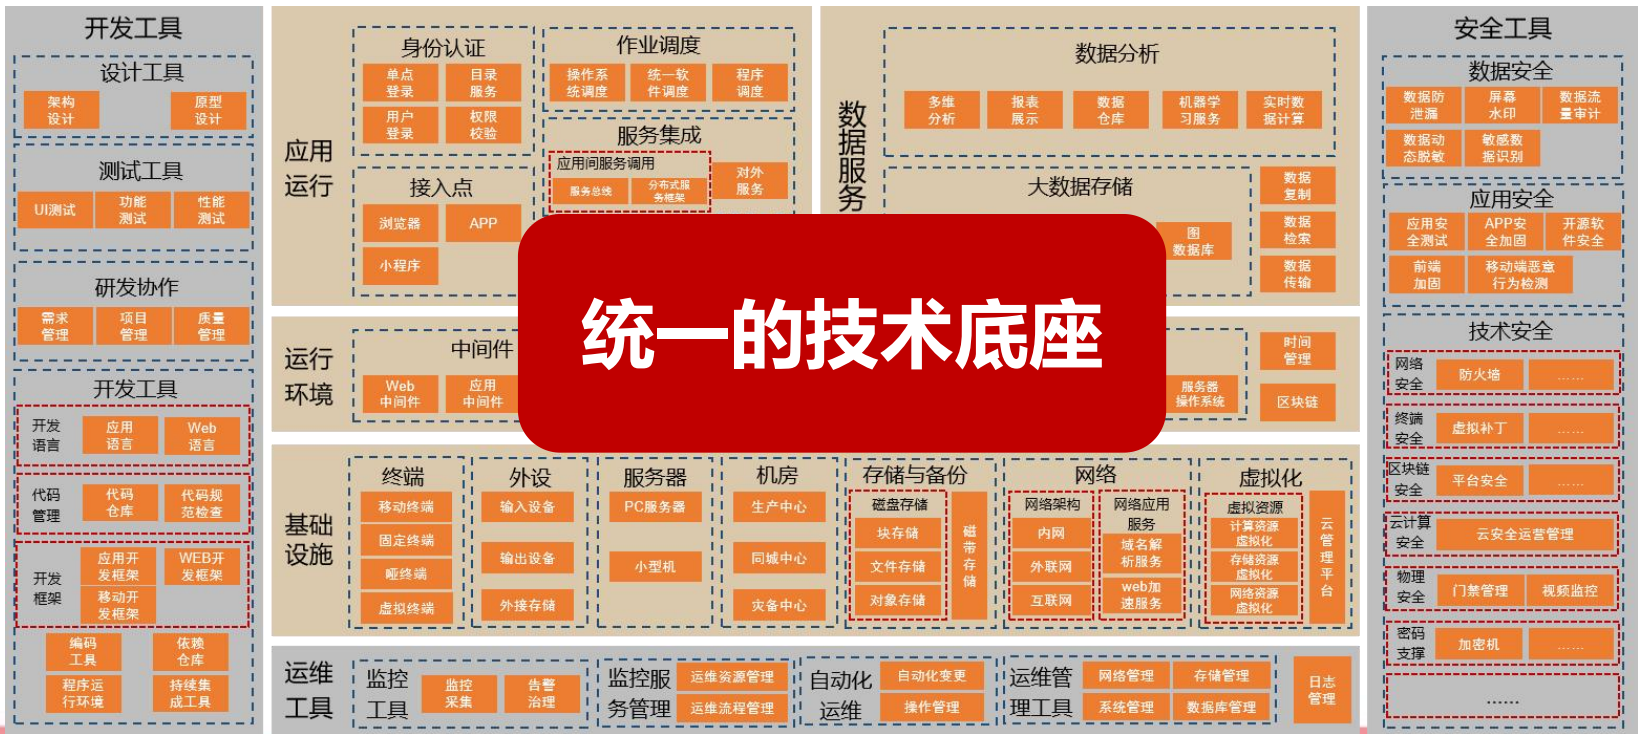 开发工具
设计工具
架构
设计
原型
设计
测试工具
UI测试
功能
测试
性能
测试
研发协作
需求
管理
项目
管理
质量
管理
开发工具
开发
语言
应用
语言
Web
语言
代码
管理
代码
仓库
代码规
范检查
开发
框架
应用开
发框架
WEB开
发框架
移动开
发框架
编码
工具
依赖
仓库
程序运
行环境
持续集
成工具
应用
运行
身份认证
单点
登录
目录
服务
用户
登录
权限
校验
接入点
浏览器
APP
小程序
作业调度
操作系
统调度
统一软
件调度
程序
调度
服务集成
应用间服务调用
服务总线
分布式服
务框架
对外
服务
数据服务
数据分析
多维
分析
报表
展示
数据
仓库
机器学
习服务
实时数
据计算
大数据存储
图
数据库
数据
复制
数据
检索
数据
传输
统一的技术底座
运行
环境
中间件
Web
中间件
应用
中间件
服务器
操作系统
时间
管理
区块链
基础
设施
终端
移动终端
固定终端
哑终端
虚拟终端
外设
输入设备
输出设备
外接存储
服务器
PC服务器
小型机
机房
生产中心
同城中心
灾备中心
存储与备份
磁盘存储
块存储
文件存储
对象存储
磁带存储
网络
网络架构
内网
外联网
互联网
网络应用
服务
域名解
析服务
web加
速服务
虚拟化
虚拟资源
计算资源
虚拟化
存储资源
虚拟化
网络资源
虚拟化
云管理平台
运维
工具
监控
工具
监控
采集
告警
治理
监控服
务管理
运维资源管理
运维流程管理
自动化
运维
自动化变更
操作管理
运维管
理工具
网络管理
存储管理
系统管理
数据库管理
日志
管理
安全工具
数据安全
数据防
泄漏
屏幕
水印
数据流
量审计
数据动
态脱敏
敏感数
据识别
应用安全
应用安
全测试
APP安
全加固
开源软
件安全
前端
加固
移动端恶意
行为检测
技术安全
网络
安全
防火墙
……
终端
安全
虚拟补丁
……
区块链
安全
平台安全
……
云计算
安全
云安全运营管理
物理
安全
门禁管理
视频监控
密码
支撑
加密机
……
……